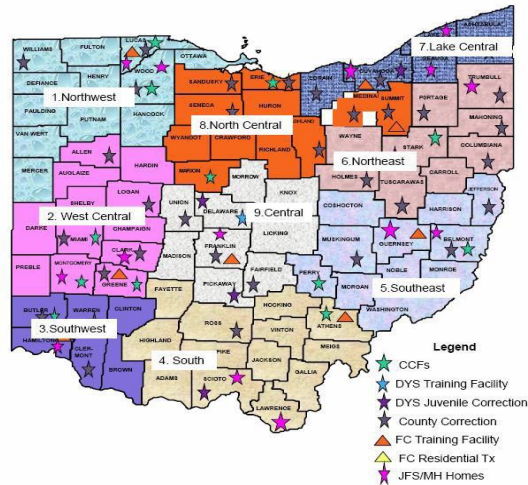 ASHTABULA
LUCAS
WILLIAMS
FULTON
OTTAWA
7.Lake Central
GEAUGA
CUYAHOGA
WOOD
ERIE
LORAIN
TRUMBULL
HENRY
SANDUSKY
DEFIANCE
1.Northwest
MEDINA
SUMMIT
PORTAGE
SENECA
HURON
PAULDING
HANCOCK
MAHONING
PUTNAM
8.North Central
VAN WERT
WYANDOT
CRAWFORD
WAYNE
STARK
6.Northeast
COLUMBIANA
ALLEN
RICHLAND
HARDIN
CARROLL
MERCER
AUGLAIZE
MARION
HOLMES
TUSCARAWAS
MORROW
JEFFERSON
LOGAN
KNOX
COSHOCTON
HARRISON
SHELBY
UNION
DELAWARE
2. West Central
9.Central
DARKE
CHAMPAIGN
LICKING
MIAMI
MUSKINGUM
GUERNSEY
BELMONT
CLARK
FRANKLIN
MADISON
MONTGOMERY
PREBLE
FAIRFIELD
PERRY
NOBLE
MONROE
GREENE
PICKAWAY
MORGAN
FAYETTE
5.Southeast
HOCKING
WASHINGTON
BUTLER
WARREN
CLINTON
3.Southwest
ROSS
ATHENS
HAMILTON
VINTON
HIGHLAND
CLER-
MONT
4. South
PIKE
MEIGS
JACKSON
BROWN
ADAMS
SCIOTO
GALLIA
LAWRENCE
Legend
CCFs
DYS Training Facility
DYS Juvenile Correction
County Correction
FC Training Facility
FC Residential Tx
JFS/MH Homes